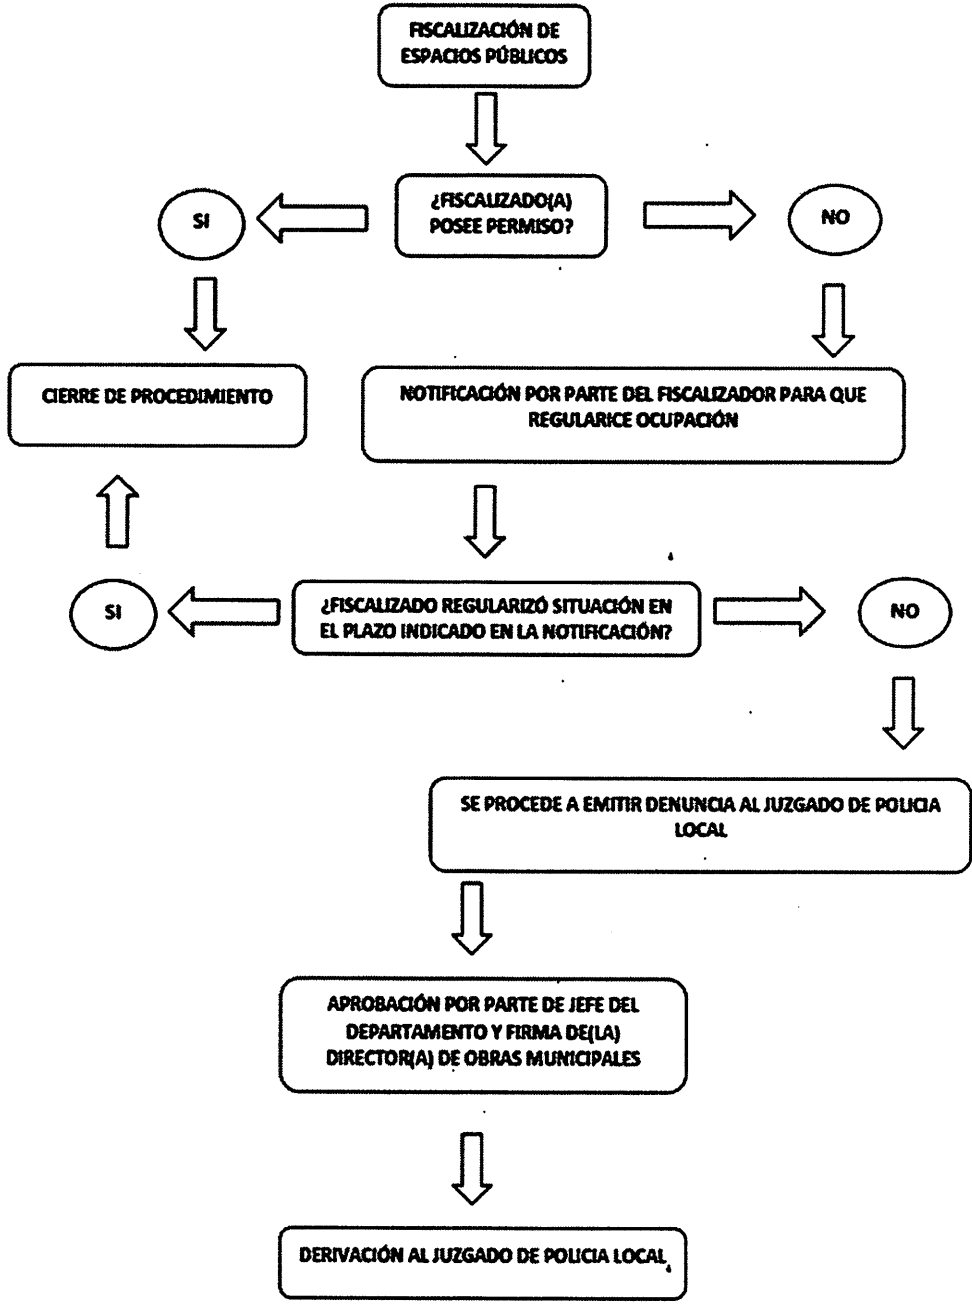 FISCALIZACIÓN DE
ESPACIOS PÚBLICOS
¿FISCALIZADO(A)
POSEE PERMISO?
SI
NO
CIERRE DE PROCEDIMIENTO
NOTIFICACIÓN POR PARTE DEL FISCALIZADOR PARA QUE
REGULARICE OCUPACIÓN
¿FISCALIZADO REGULARIZÓ SITUACIÓN EN
EL PLAZO INDICADO EN LA NOTIFICACIÓN?
SI
NO
SE PROCEDE A EMITIR DENUNCIA AL JUZGADO DE POLICIA
LOCAL
APROBACIÓN POR PARTE DE JEFE DEL
DEPARTAMENTO Y FIRMA DE(LA)
DIRECTOR(A) DE OBRAS MUNICIPALES
DERIVACIÓN AL JUZGADO DE POLICIA LOCAL